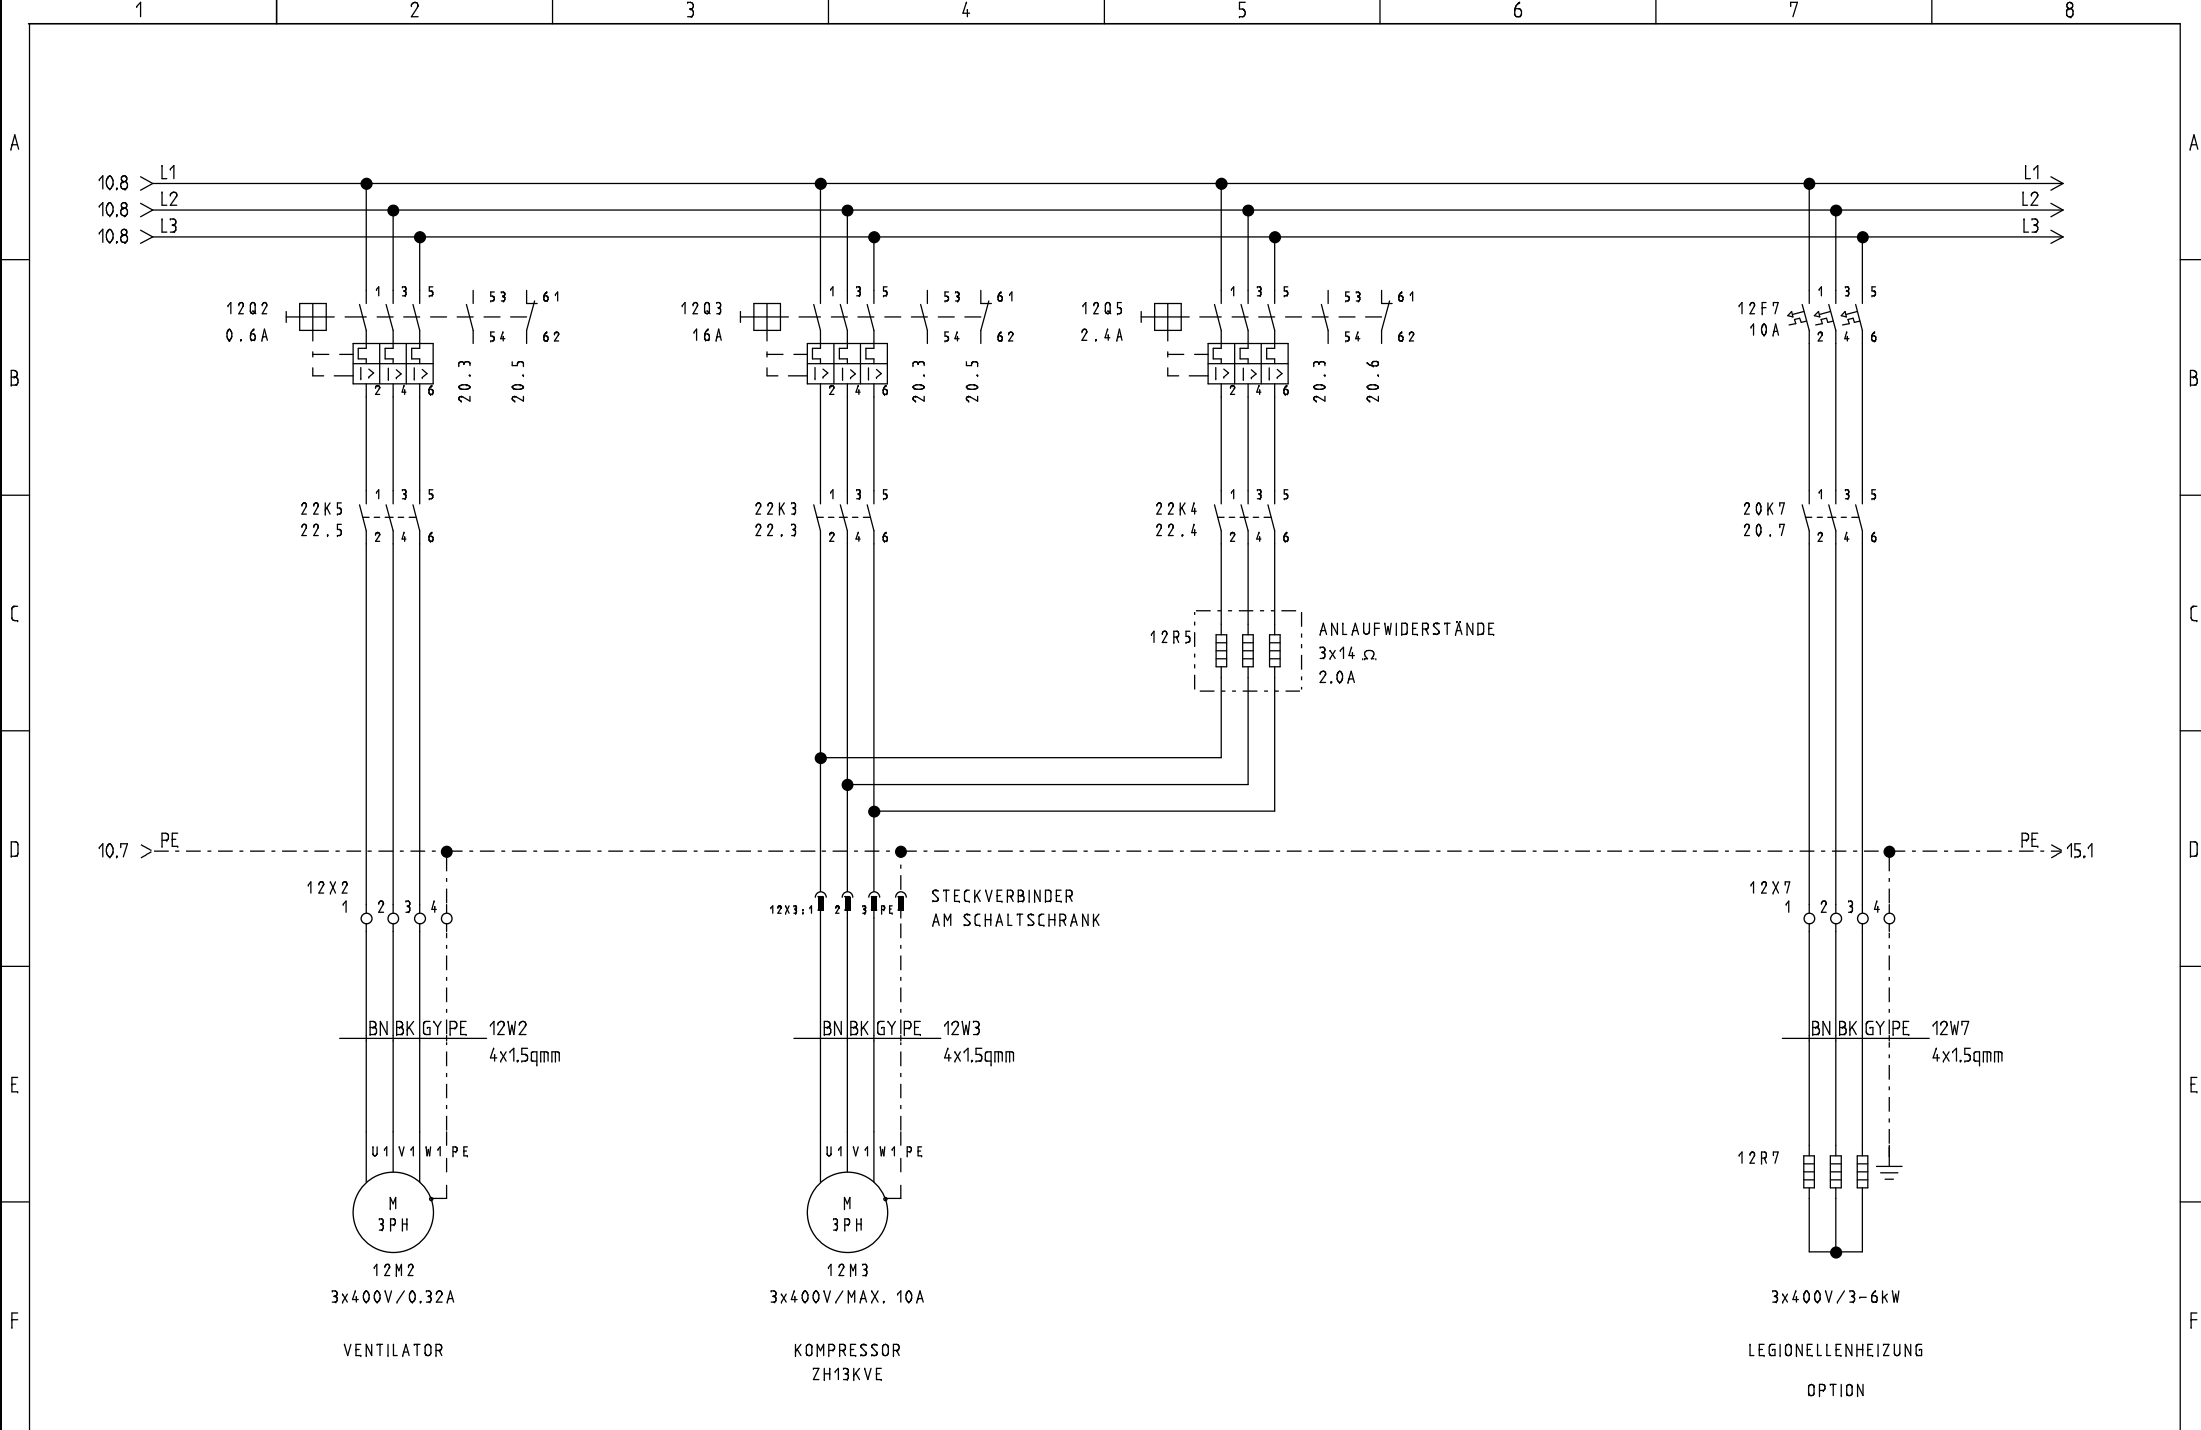 1 2 3 4 5 6 7 8
A A
10.8 L1 L1
10.8 L2 L2
10.8 L3 L3
1 3 5 53 61 1 3 5 53 61 1 3 5 53 61 1 3 5
12Q2 12Q3 12Q5 12F7
0.6A 54 62 16A 54 62 2.4A 54 62 10A 2 4 6
B I> I> I> 20.3 20.5 I> I> I> 20.3 20.5 I> I> I> 20.3 20.6 B
2 4 6 2 4 6 2 4 6
1 3 5 1 3 5 1 3 5 1 3 5
22K5 22K3 22K4 20K7
22.5 2 4 6 22.3 2 4 6 22.4 2 4 6 20.7 2 4 6
C C
12R5 ANLAUFWIDERSTÄNDE
3x14 Ω
2.0A
D 10.7 PE PE 15.1 D
12X2 12X7
1 2 3 4 12X3:1 2 3 PE 1 2 3 4
STECKVERBINDER
AM SCHALTSCHRANK
BN BK GY PE 12W2 BN BK GY PE 12W3 BN BK GY PE 12W7
4x1.5qmm 4x1.5qmm 4x1.5qmm
E E
U1 V1 W1 PE U1 V1 W1 PE 12R7
M M
3PH 3PH
12M2 12M3
3x400V/0.32A 3x400V/MAX. 10A 3x400V/3-6kW
F F
VENTILATOR KOMPRESSOR LEGIONELLENHEIZUNG
ZH13KVE
OPTION